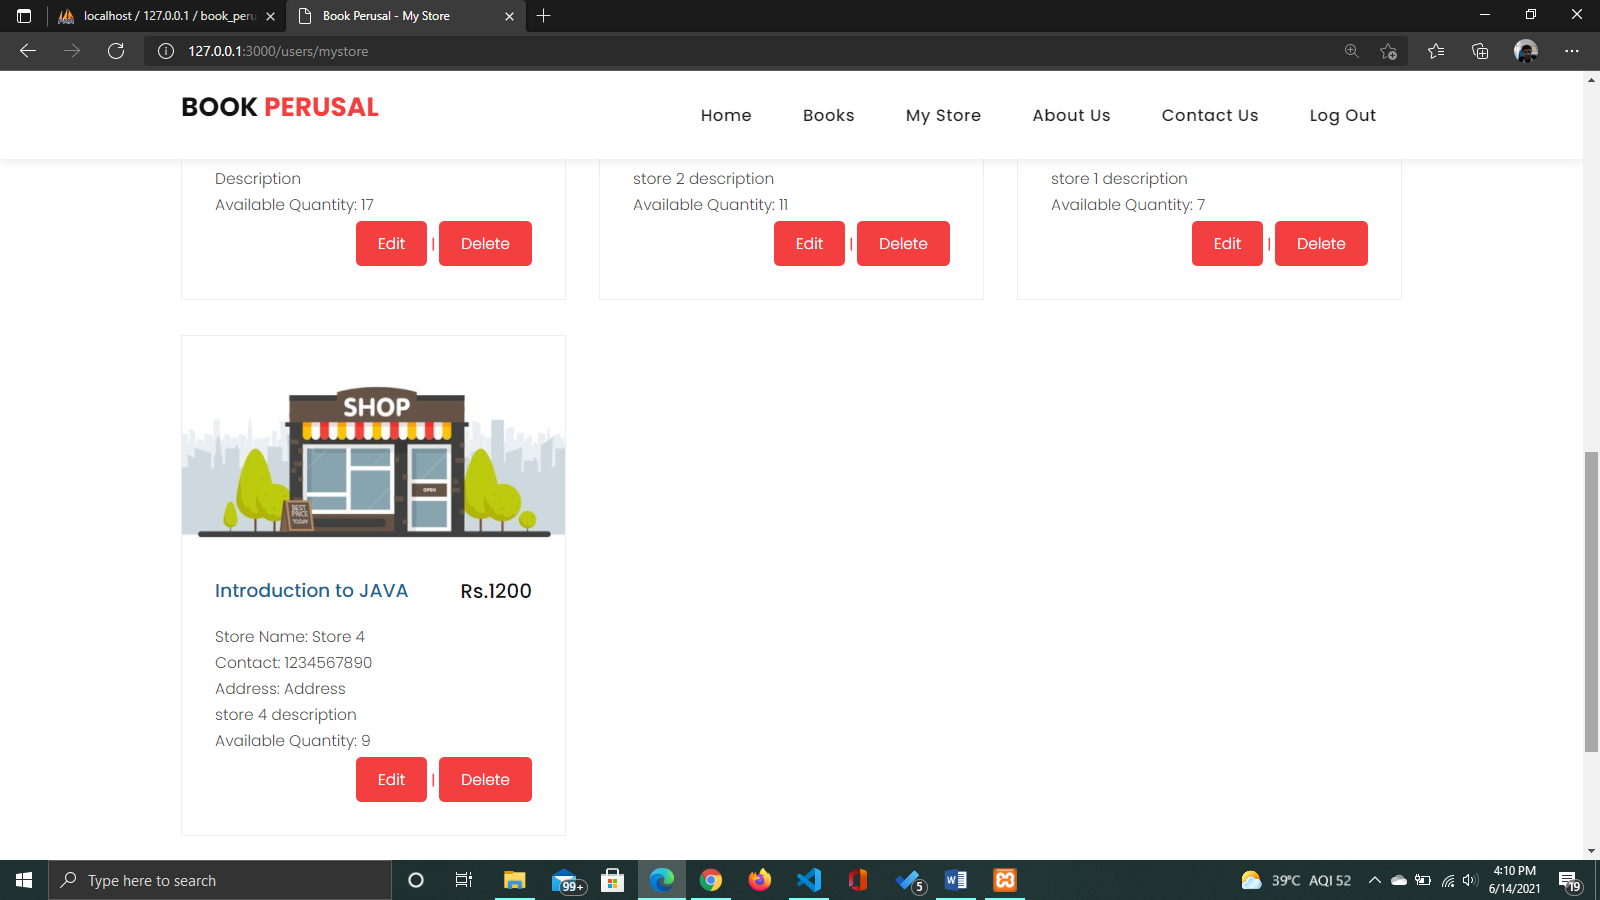 localhost / 127.0.0.1 / book_peru
Book Perusal - My Store
127.0.0.1:3000/users/mystore
BOOK PERUSAL
Home Books My Store About Us Contact Us Log Out
Description
Available Quantity: 17
Edit | Delete
store 2 description
Available Quantity: 11
Edit | Delete
store 1 description
Available Quantity: 7
Edit | Delete
SHOP
OPEN
BEST
PRICE
TODAY
Introduction to JAVA Rs.1200
Store Name: Store 4
Contact: 1234567890
Address: Address
store 4 description
Available Quantity: 9
Edit | Delete
Type here to search
99+
5
39°C AQI 52
4:10 PM
6/14/2021
19